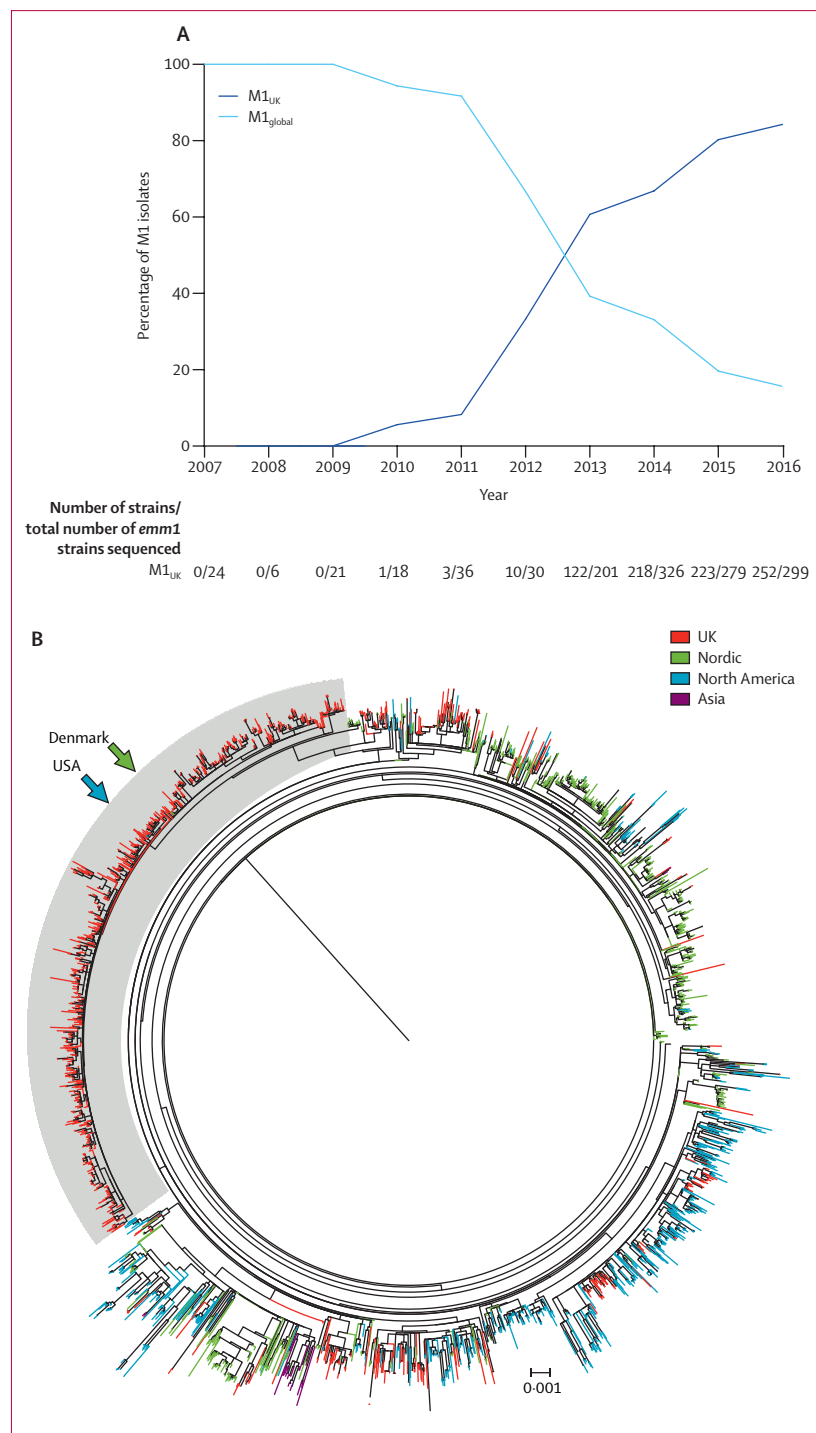 A
100
80
60
40
20
0
Percentage of M1 isolates
M1UK
M1global
2007 2008 2009 2010 2011 2012 2013 2014 2015 2016
Year
Number of strains/
total number of emm1
strains sequenced
M1UK 0/24 0/6 0/21 1/18 3/36 10/30 122/201 218/326 223/279 252/299
B
UK
Nordic
North America
Asia
Denmark
USA
0·001